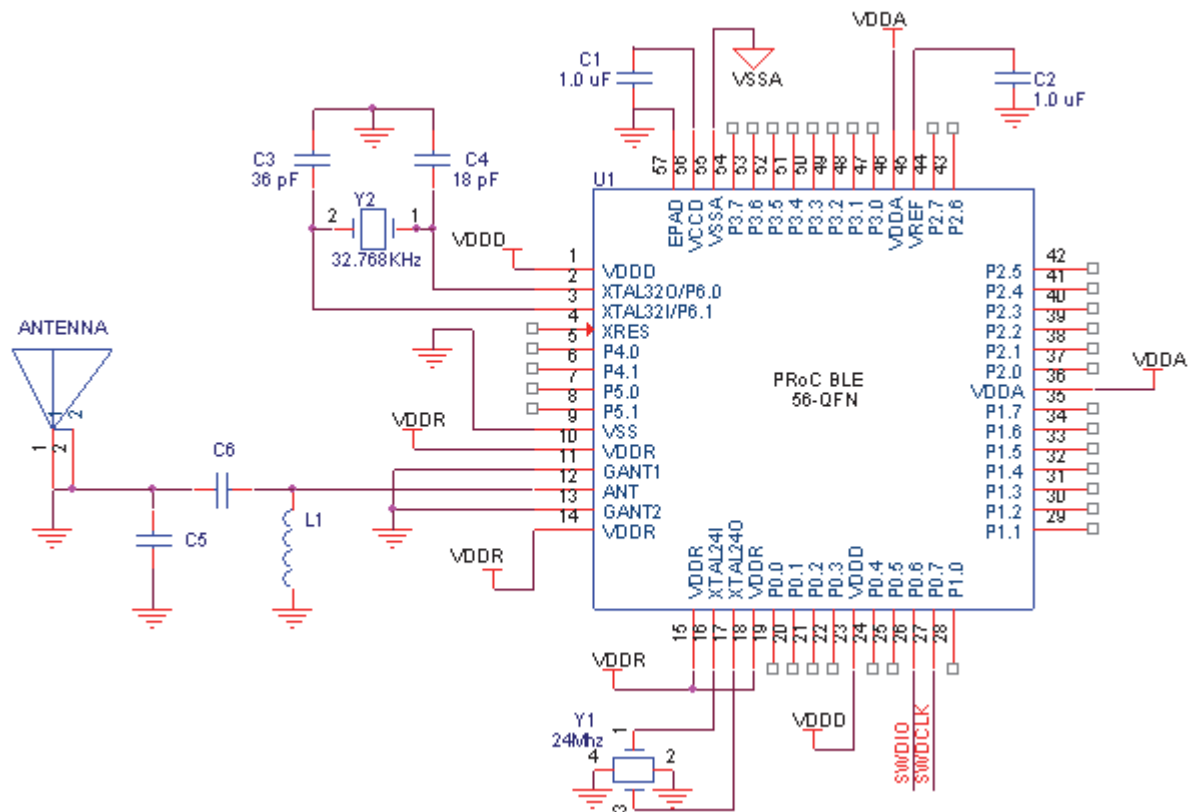 VDDA
C1
1.0 uF
VSSA
C2
1.0 uF
C3
36 pF
C4
18 pF
Y2
2
1
32.768KHz
57
56
55
54
53
52
51
50
49
48
47
46
45
44
43
U1
EPAD
VCCD
VSSA
P3.7
P3.6
P3.5
P3.4
P3.3
P3.2
P3.1
P3.0
VDDA
VREF
P2.7
P2.6
VDDD
1
VDDD
2
XTAL32O/P6.0
3
XTAL32I/P6.1
4
XRES
5
P4.0
6
P4.1
7
P5.0
8
P5.1
9
VSS
10
VDDR
11
GANT1
12
ANT
13
GANT2
14
VDDR
VDDR
VDDR
PRoC BLE
56-QFN
42
P2.5
41
P2.4
40
P2.3
39
P2.2
38
P2.1
37
P2.0
36
VDDA
VDDA
35
P1.7
34
P1.6
33
P1.5
32
P1.4
31
P1.3
30
P1.2
29
P1.1
ANTENNA
1
2
1
2
C6
C5
L1
VDDR
XTAL24I
XTAL24O
VDDR
P0.0
P0.1
P0.2
P0.3
VDDD
P0.4
P0.5
P0.6
P0.7
P1.0
15
16
17
18
19
20
21
22
23
24
25
26
27
28
VDDR
VDDD
SWDIO
SWDCLK
Y1
24Mhz
1
4
2
3